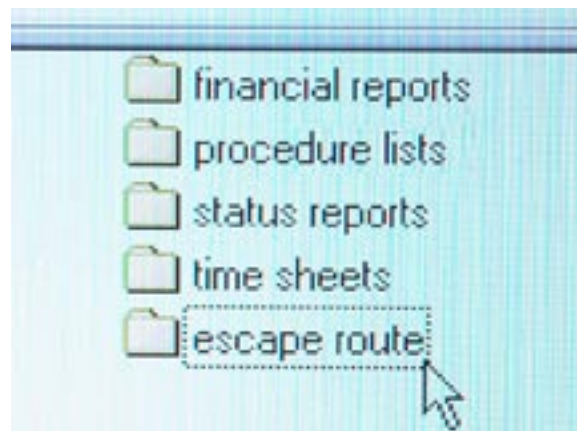 financial reports
procedure lists
status reports
time sheets
escape route